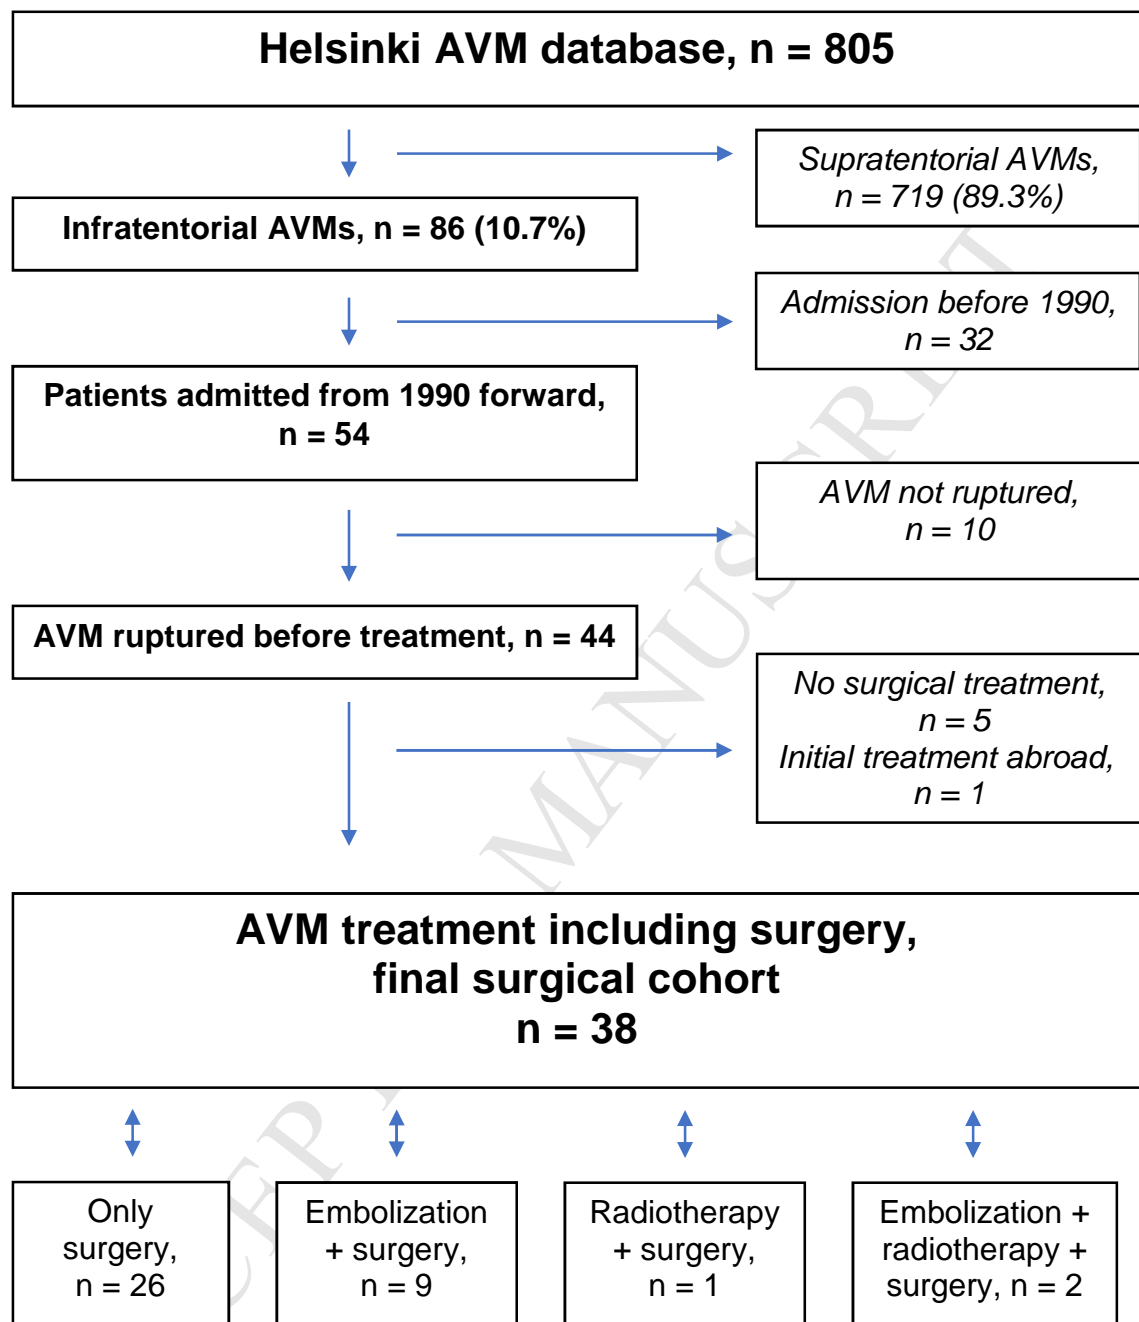 Helsinki AVM database, n = 805
Supratentorial AVMs,
n = 719 (89.3%)
Infratentorial AVMs, n = 86 (10.7%)
Admission before 1990,
n = 32
Patients admitted from 1990 forward,
n = 54
AVM not ruptured,
n = 10
AVM ruptured before treatment, n = 44
No surgical treatment,
n = 5
Initial treatment abroad,
n = 1
AVM treatment including surgery,
final surgical cohort
n = 38
Only
surgery,
n = 26
Embolization
+ surgery,
n = 9
Radiotherapy
+ surgery,
n = 1
Embolization +
radiotherapy +
surgery, n = 2
MANUSCRIPT